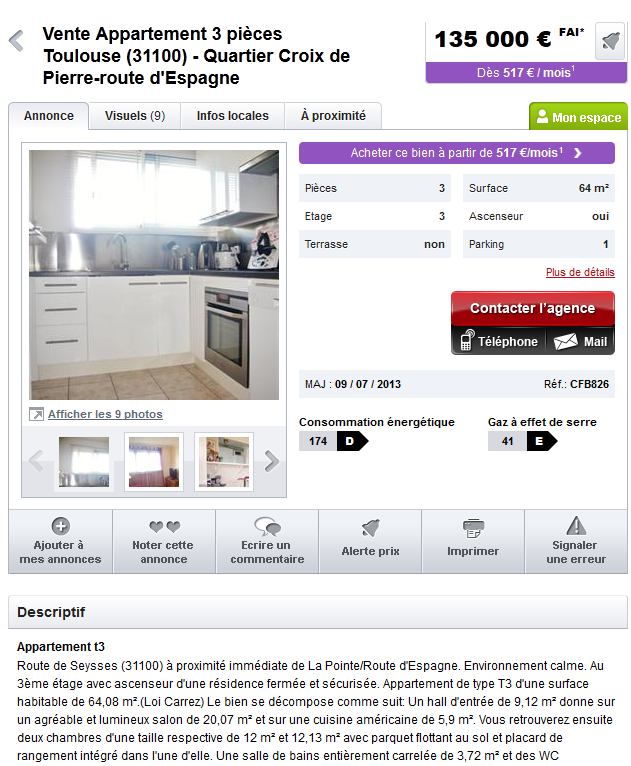 Vente Appartement 3 pièces
Toulouse (31100) - Quartier Croix de
Pierre-route d'Espagne
135 000 € FAI*
Dès 517 € / mois¹
Annonce
Visuels (9)
Infos locales
À proximité
Mon espace
Acheter ce bien à partir de 517 €/mois¹
Pièces 3
Surface 64 m²
Etage 3
Ascenseur oui
Terrasse non
Parking 1
Plus de détails
Contacter l'agence
Téléphone
Mail
MAJ : 09 / 07 / 2013
Réf.: CFB826
Afficher les 9 photos
Consommation énergétique
174 D
Gaz à effet de serre
41 E
Ajouter à
mes annonces
Noter cette
annonce
Ecrire un
commentaire
Alerte prix
Imprimer
Signaler
une erreur
Descriptif
Appartement t3
Route de Seysses (31100) à proximité immédiate de La Pointe/Route d'Espagne. Environnement calme. Au
3ème étage avec ascenseur d'une résidence fermée et sécurisée. Appartement de type T3 d'une surface
habitable de 64,08 m².(Loi Carrez) Le bien se décompose comme suit: Un hall d'entrée de 9,12 m² donne sur
un agréable et lumineux salon de 20,07 m² et sur une cuisine américaine de 5,9 m². Vous retrouverez ensuite
deux chambres d'une taille respective de 12 m² et 12,13 m² avec parquet flottant au sol et placard de
rangement intégré dans l'une d'elle. Une salle de bains entièrement carrelée de 3,72 m² et des WC